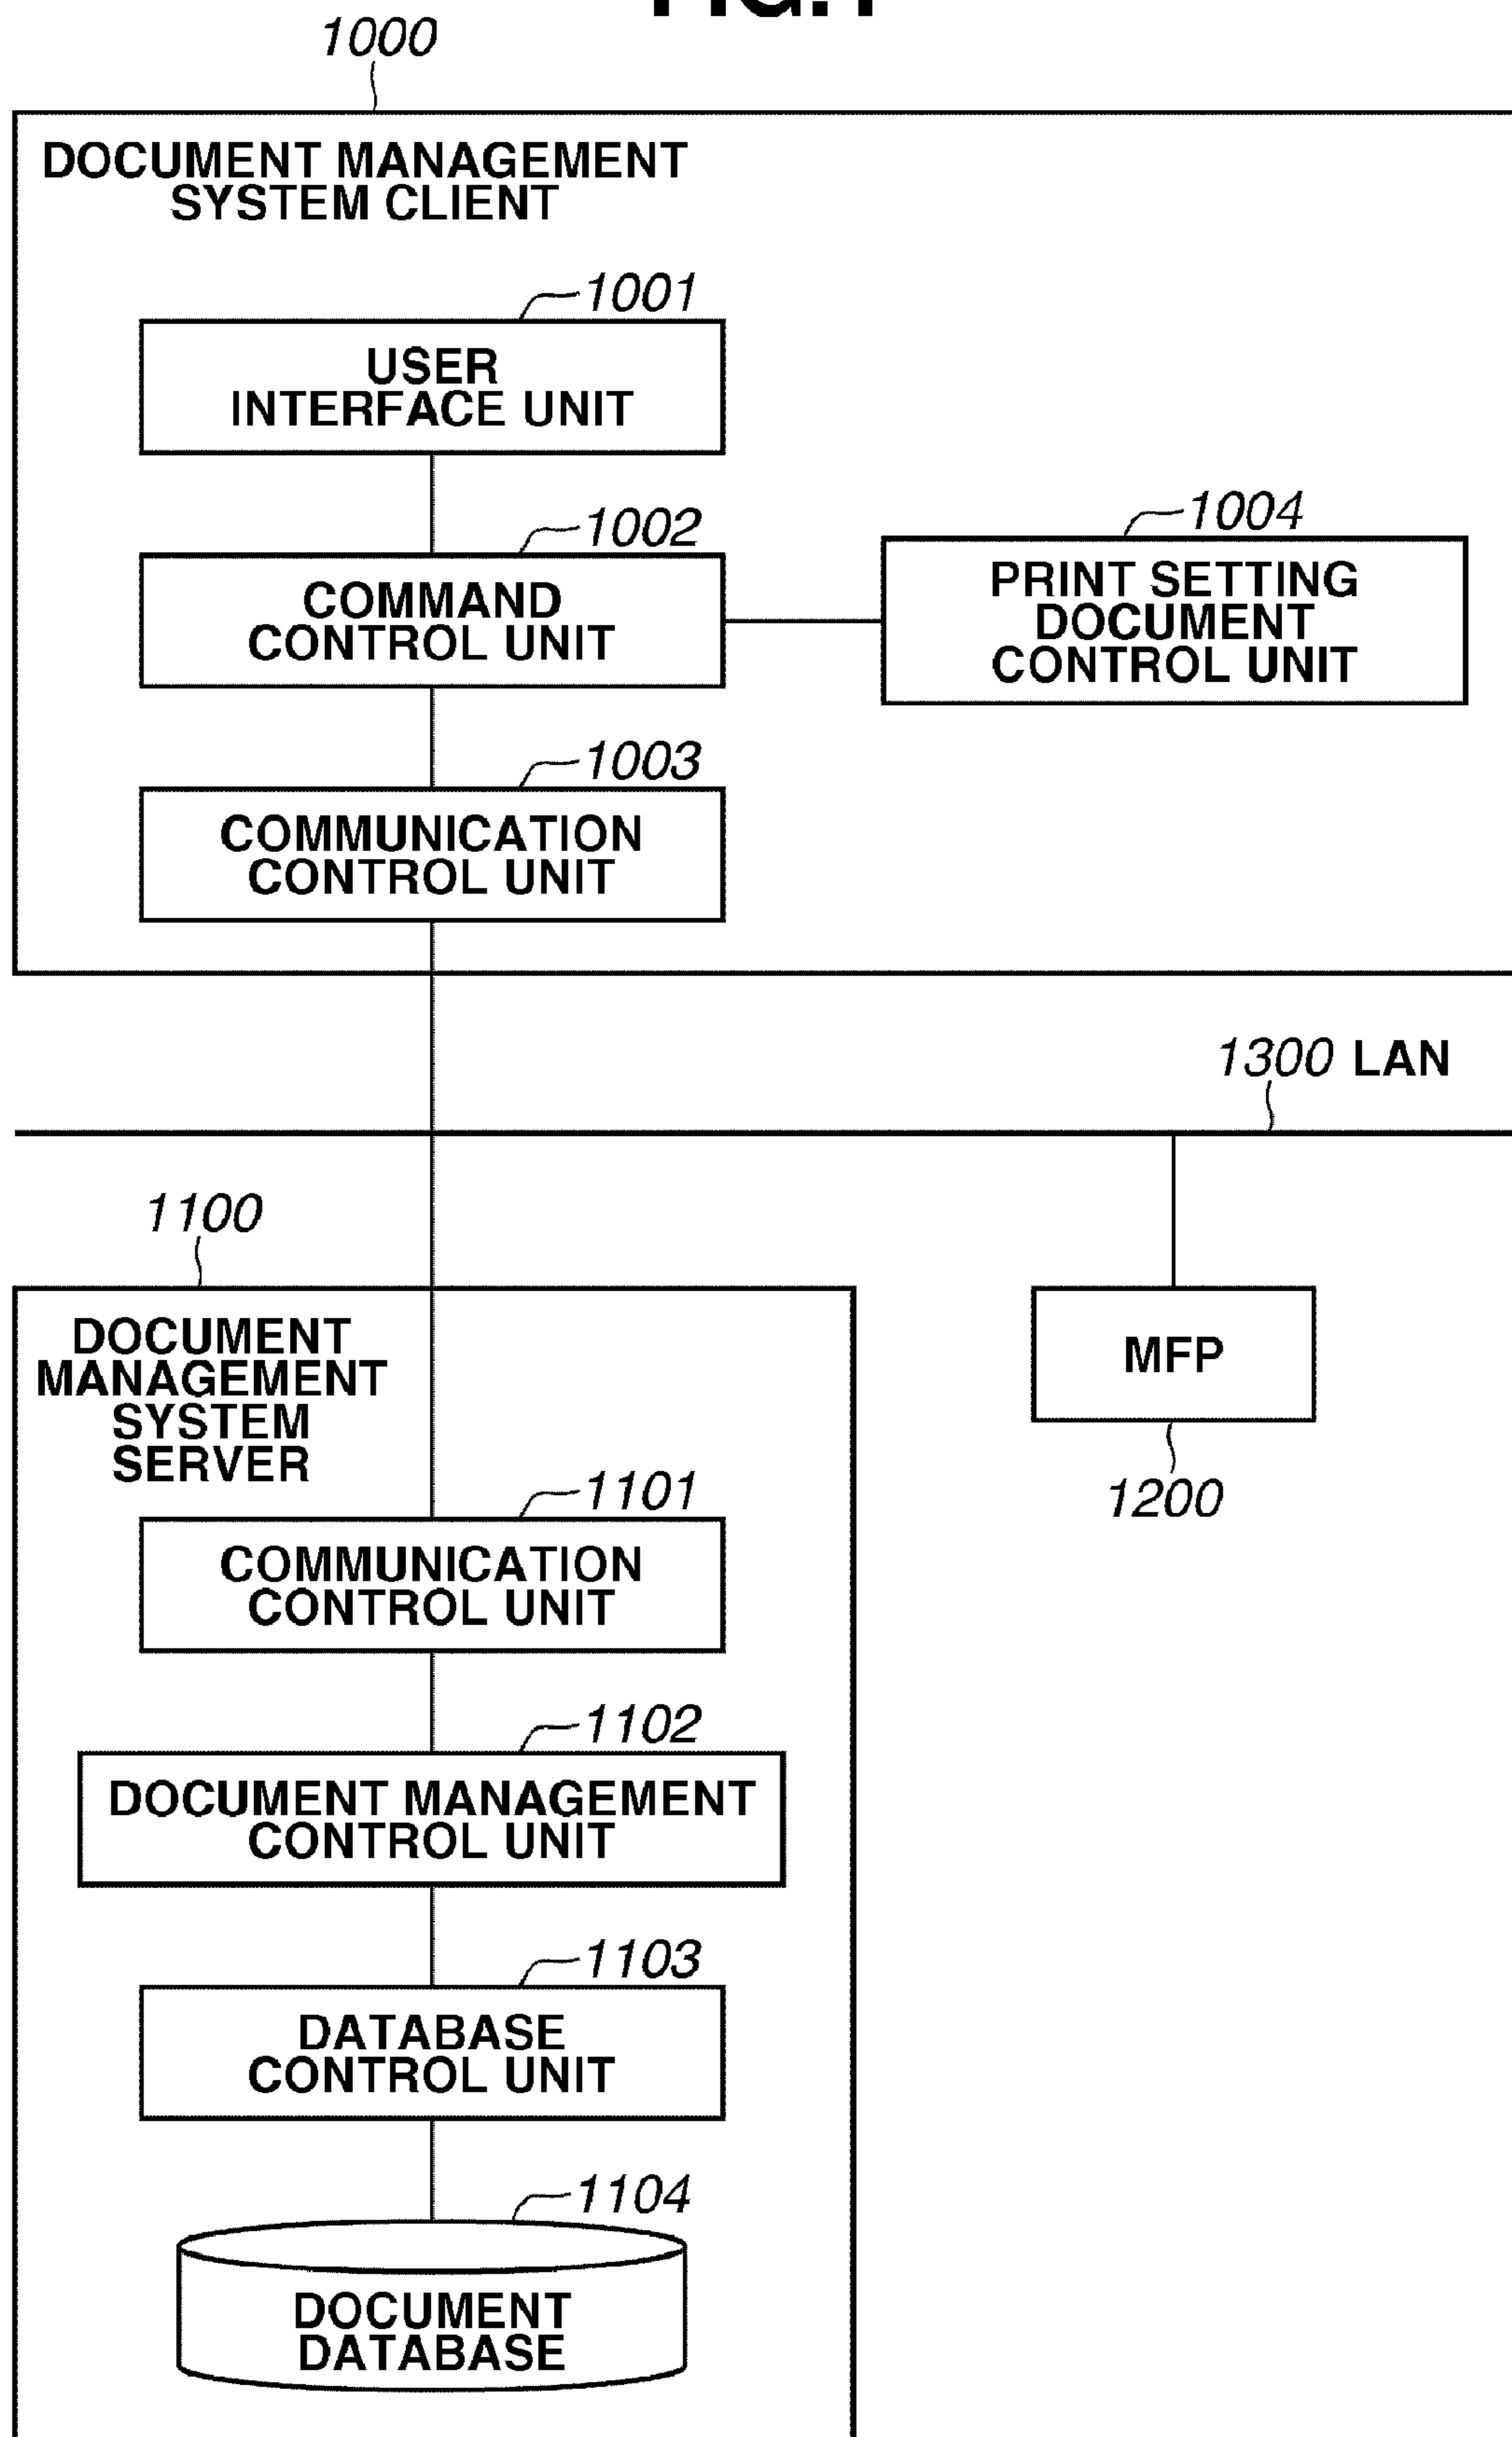 FIG.1
1000
DOCUMENT MANAGEMENT
SYSTEM CLIENT
1001
USER
INTERFACE UNIT
1002
COMMAND
CONTROL UNIT
1004
PRINT SETTING
DOCUMENT
CONTROL UNIT
1003
COMMUNICATION
CONTROL UNIT
1300 LAN
1100
DOCUMENT
MANAGEMENT
SYSTEM
SERVER
MFP
1200
1101
COMMUNICATION
CONTROL UNIT
1102
DOCUMENT MANAGEMENT
CONTROL UNIT
1103
DATABASE
CONTROL UNIT
1104
DOCUMENT
DATABASE